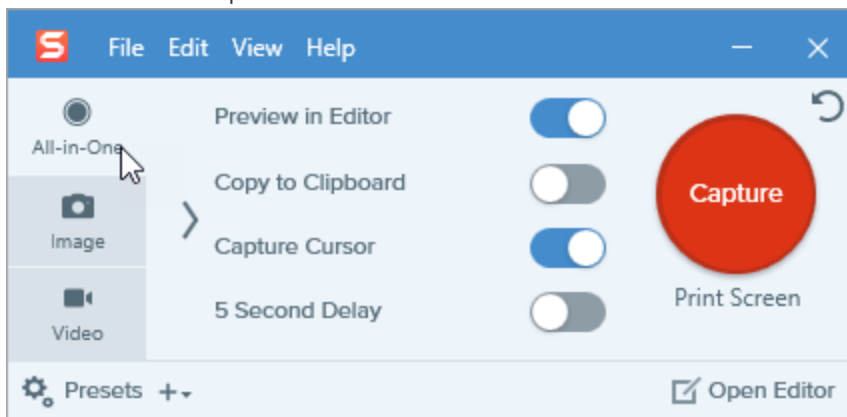 S
File Edit View Help
All-in-One
Image
Video
Preview in Editor
Copy to Clipboard
Capture Cursor
5 Second Delay
Capture
Print Screen
Presets
Open Editor